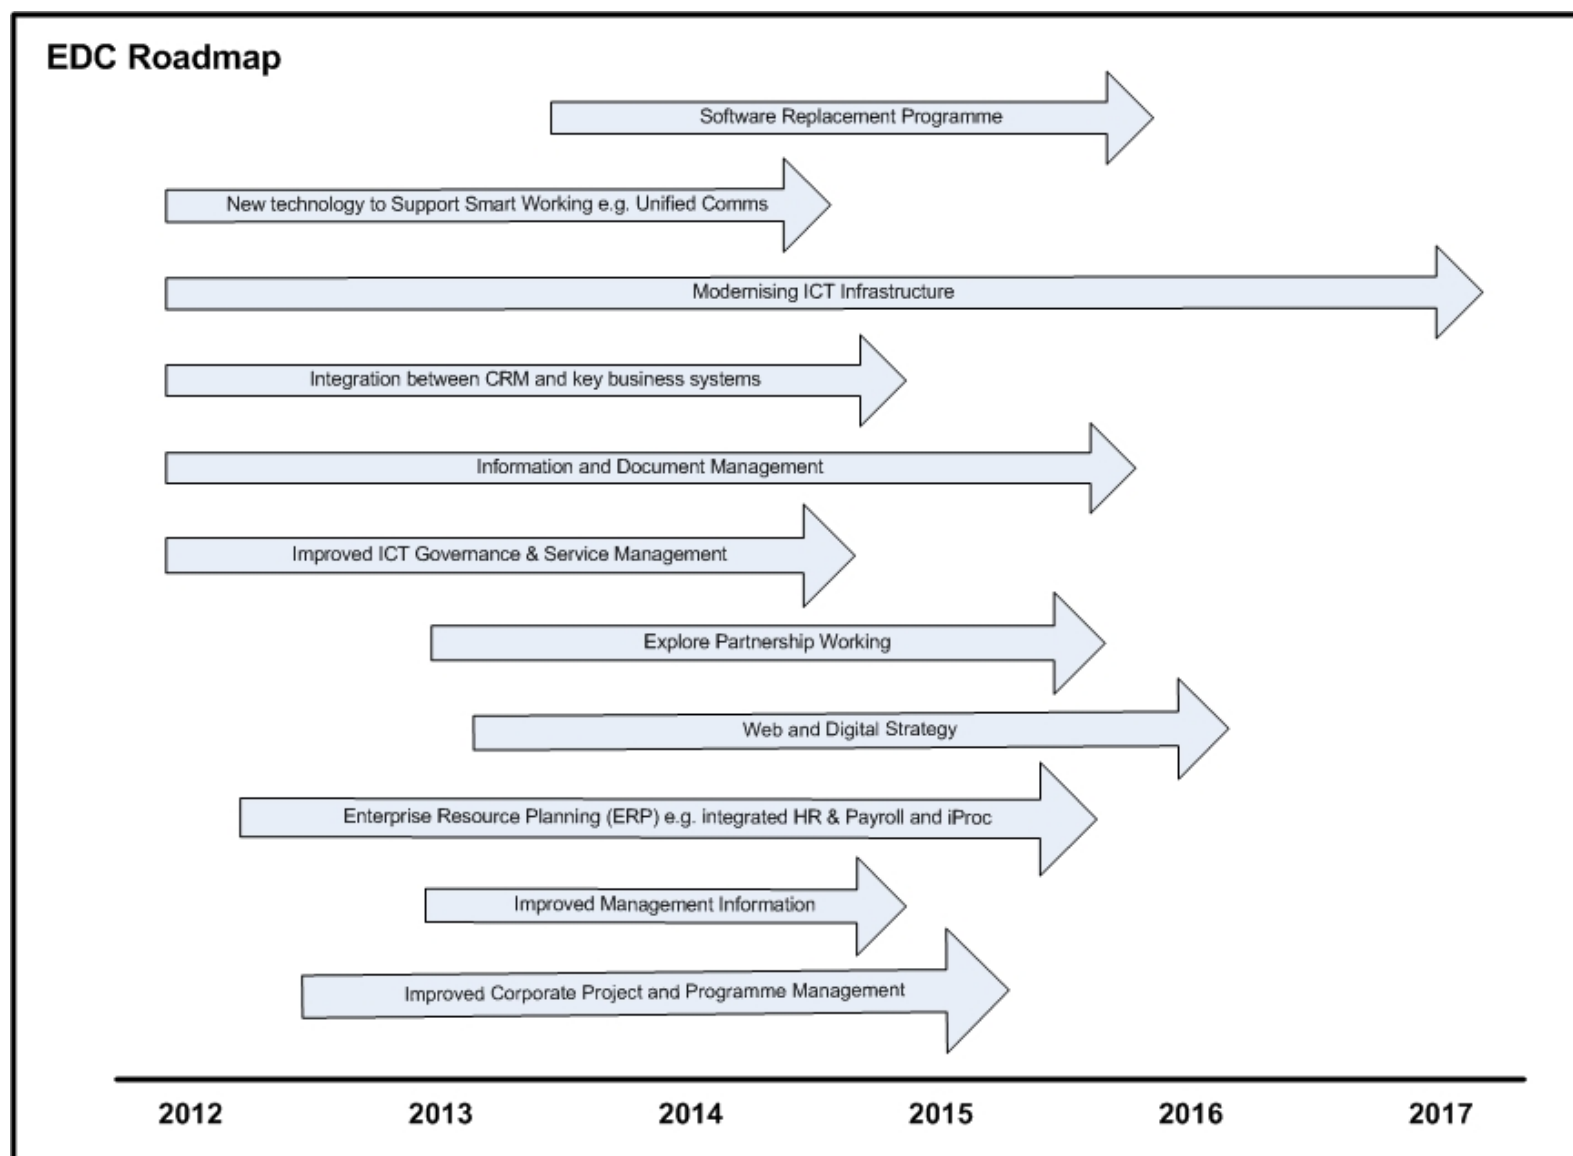 EDC Roadmap
Software Replacement Programme
New technology to Support Smart Working e.g. Unified Comms
Modernising ICT Infrastructure
Integration between CRM and key business systems
Information and Document Management
Improved ICT Governance & Service Management
Explore Partnership Working
Web and Digital Strategy
Enterprise Resource Planning (ERP) e.g. integrated HR & Payroll and iProc
Improved Management Information
Improved Corporate Project and Programme Management
2012 2013 2014 2015 2016 2017